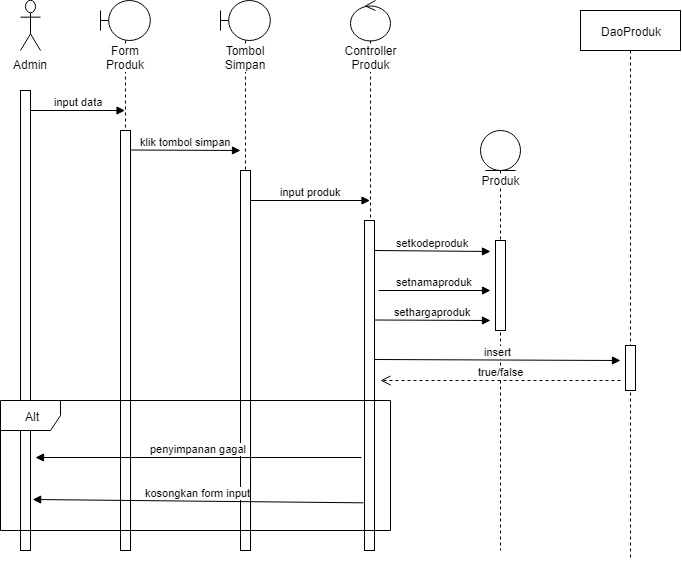 Admin
Form
Produk
Tombol
Simpan
Controller
Produk
DaoProduk
input data
klik tombol simpan
Produk
input produk
setkodeproduk
setnamaproduk
sethargaproduk
insert
true/false
Alt
penyimpanan gagal
kosongkan form input